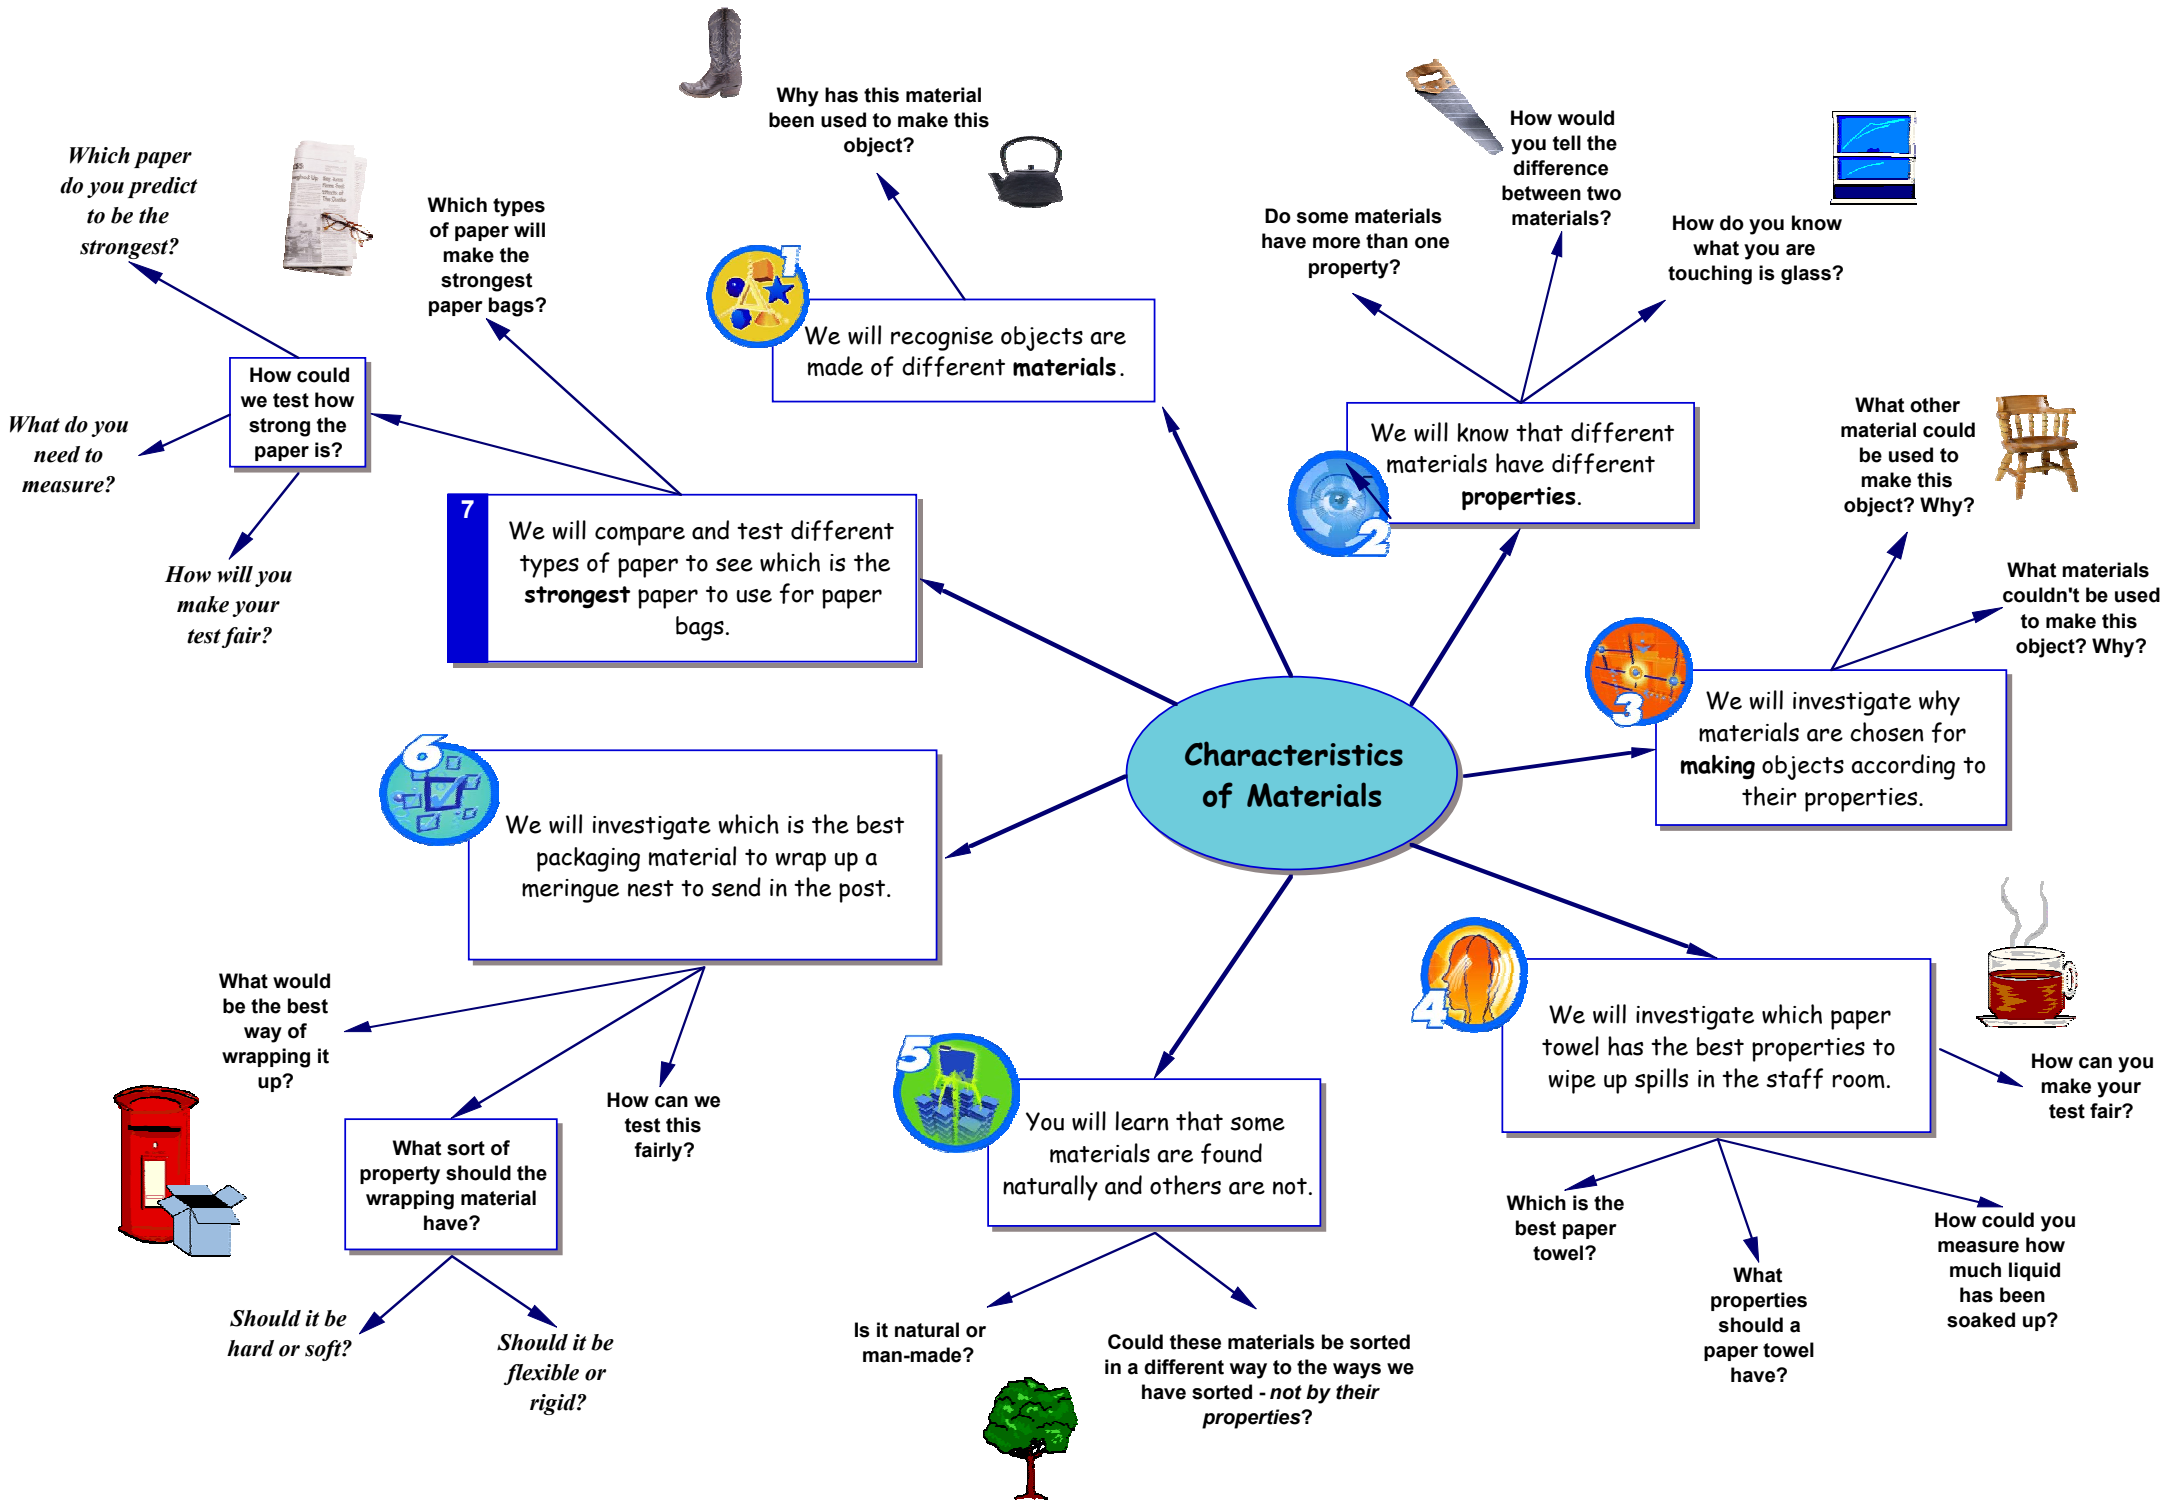 Characteristics
of Materials
1
We will recognise objects are
made of different materials.
Why has this material
been used to make this
object?
2
We will know that different
materials have different
properties.
Do some materials
have more than one
property?
How would
you tell the
difference
between two
materials?
How do you know
what you are
touching is glass?
3
We will investigate why
materials are chosen for
making objects according to
their properties.
What other
material could
be used to
make this
object? Why?
What materials
couldn't be used
to make this
object? Why?
4
We will investigate which paper
towel has the best properties to
wipe up spills in the staff room.
How can you
make your
test fair?
Which is the
best paper
towel?
What
properties
should a
paper towel
have?
How could you
measure how
much liquid
has been
soaked up?
5
You will learn that some
materials are found
naturally and others are not.
Is it natural or
man-made?
Could these materials be sorted
in a different way to the ways we
have sorted - not by their
properties?
6
We will investigate which is the best
packaging material to wrap up a
meringue nest to send in the post.
What would
be the best
way of
wrapping it
up?
What sort of
property should the
wrapping material
have?
How can we
test this
fairly?
Should it be
hard or soft?
Should it be
flexible or
rigid?
7
We will compare and test different
types of paper to see which is the
strongest paper to use for paper
bags.
Which types
of paper will
make the
strongest
paper bags?
How could
we test how
strong the
paper is?
Which paper
do you predict
to be the
strongest?
What do you
need to
measure?
How will you
make your
test fair?